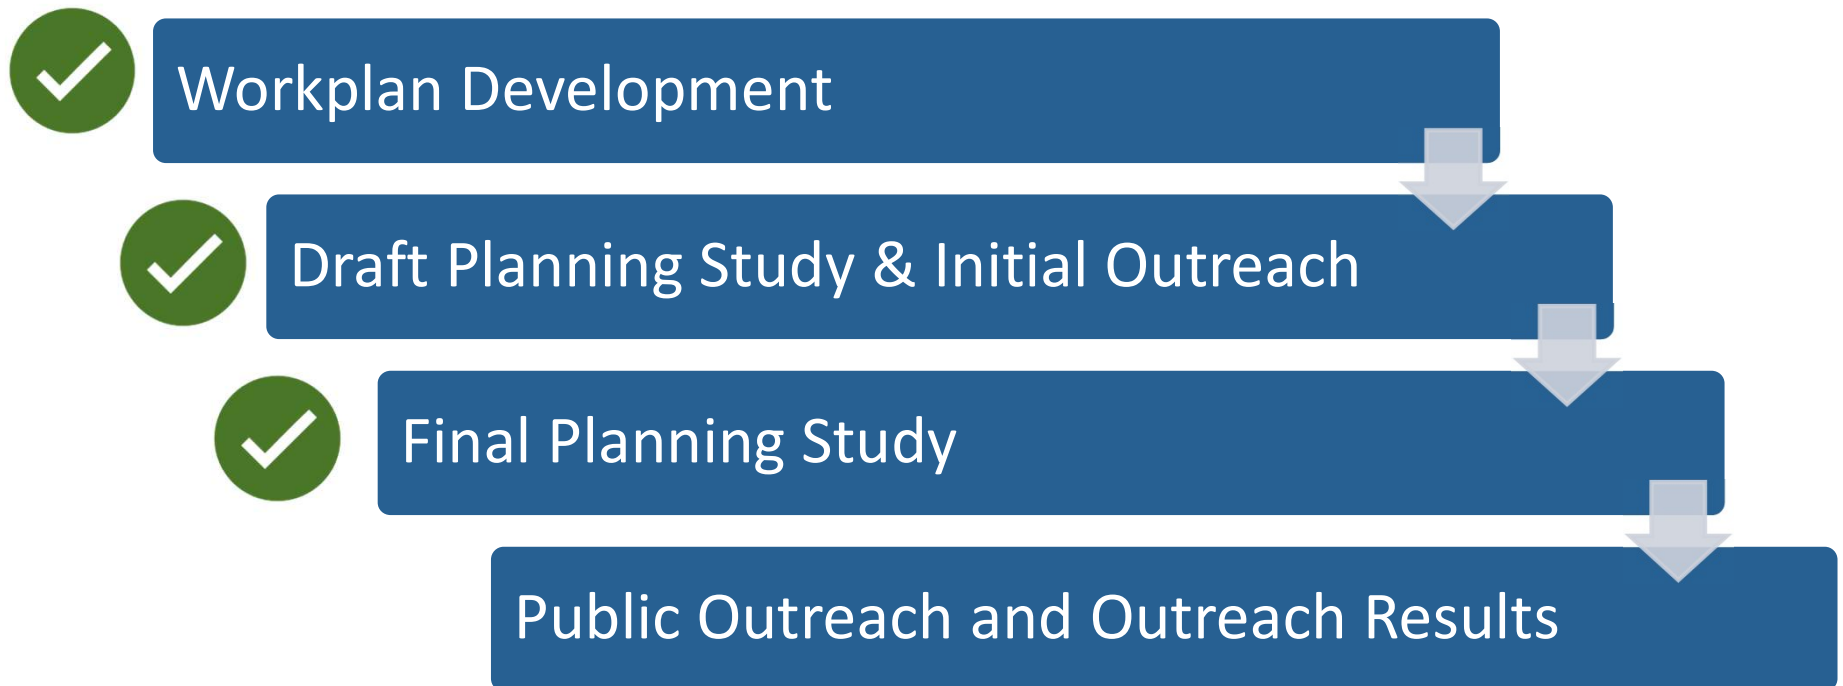 Workplan Development
Draft Planning Study & Initial Outreach
Final Planning Study
Public Outreach and Outreach Results